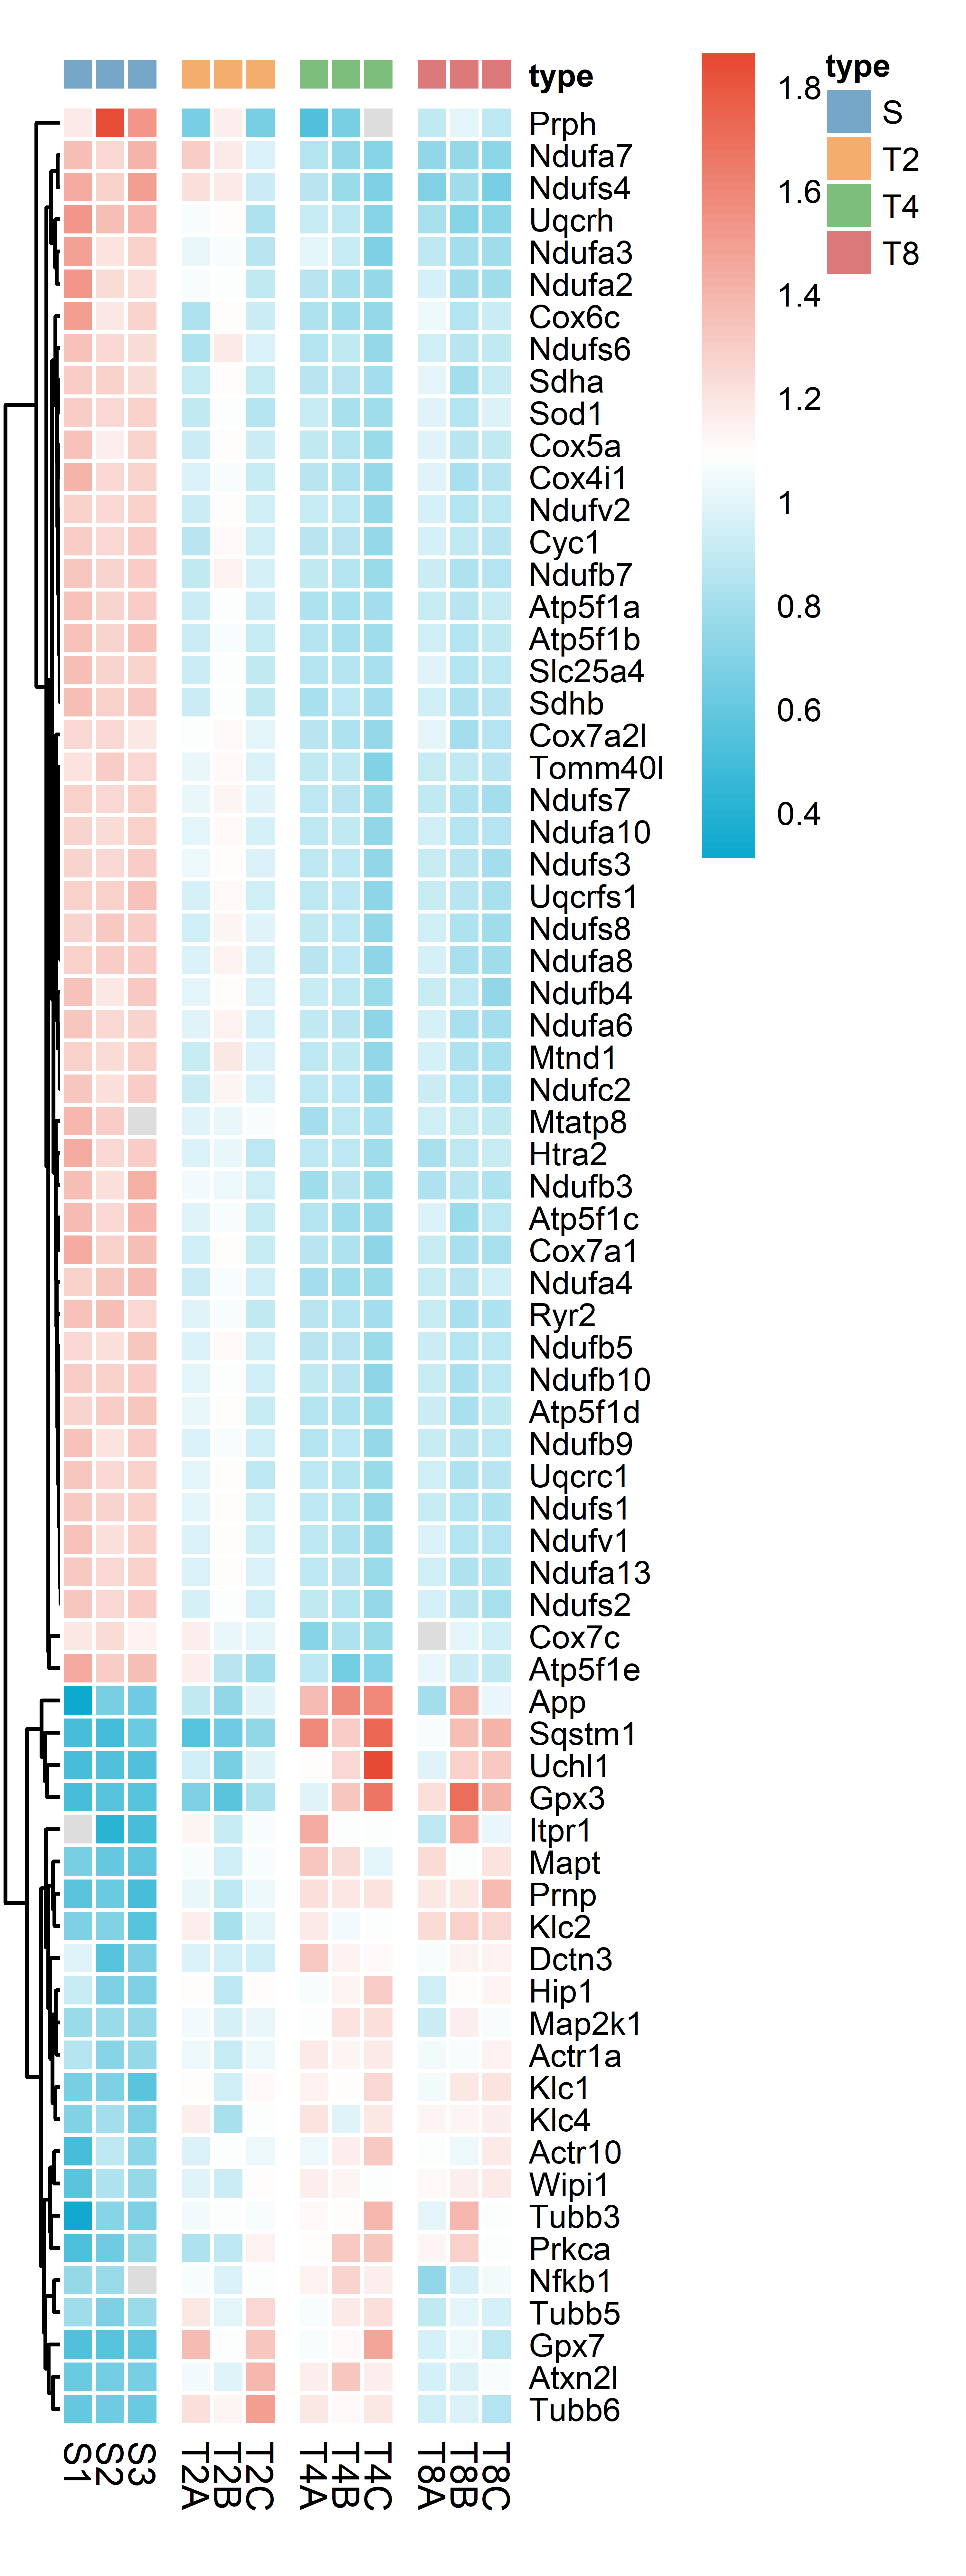 type
Prph
Ndufa7
Ndufs4
Uqcrh
Ndufa3
Ndufa2
Cox6c
Ndufs6
Sdha
Sod1
Cox5a
Cox4i1
Ndufv2
Cyc1
Ndufb7
Atp5f1a
Atp5f1b
Slc25a4
Sdhb
Cox7a2l
Tomm40l
Ndufs7
Ndufa10
Ndufs3
Uqcrfs1
Ndufs8
Ndufa8
Ndufb4
Ndufa6
Mtnd1
Ndufc2
Mtatp8
Htra2
Ndufb3
Atp5f1c
Cox7a1
Ndufa4
Ryr2
Ndufb5
Ndufb10
Atp5f1d
Ndufb9
Uqcrc1
Ndufs1
Ndufv1
Ndufa13
Ndufs2
Cox7c
Atp5f1e
App
Sqstm1
Uchl1
Gpx3
Itpr1
Mapt
Prnp
Klc2
Dctn3
Hip1
Map2k1
Actr1a
Klc1
Klc4
Actr10
Wipi1
Tubb3
Prkca
Nfkb1
Tubb5
Gpx7
Atxn2l
Tubb6
S1
S2
S3
T2A
T2B
T2C
T4A
T4B
T4C
T8A
T8B
T8C
1.8
1.6
1.4
1.2
1
0.8
0.6
0.4
type
S
T2
T4
T8